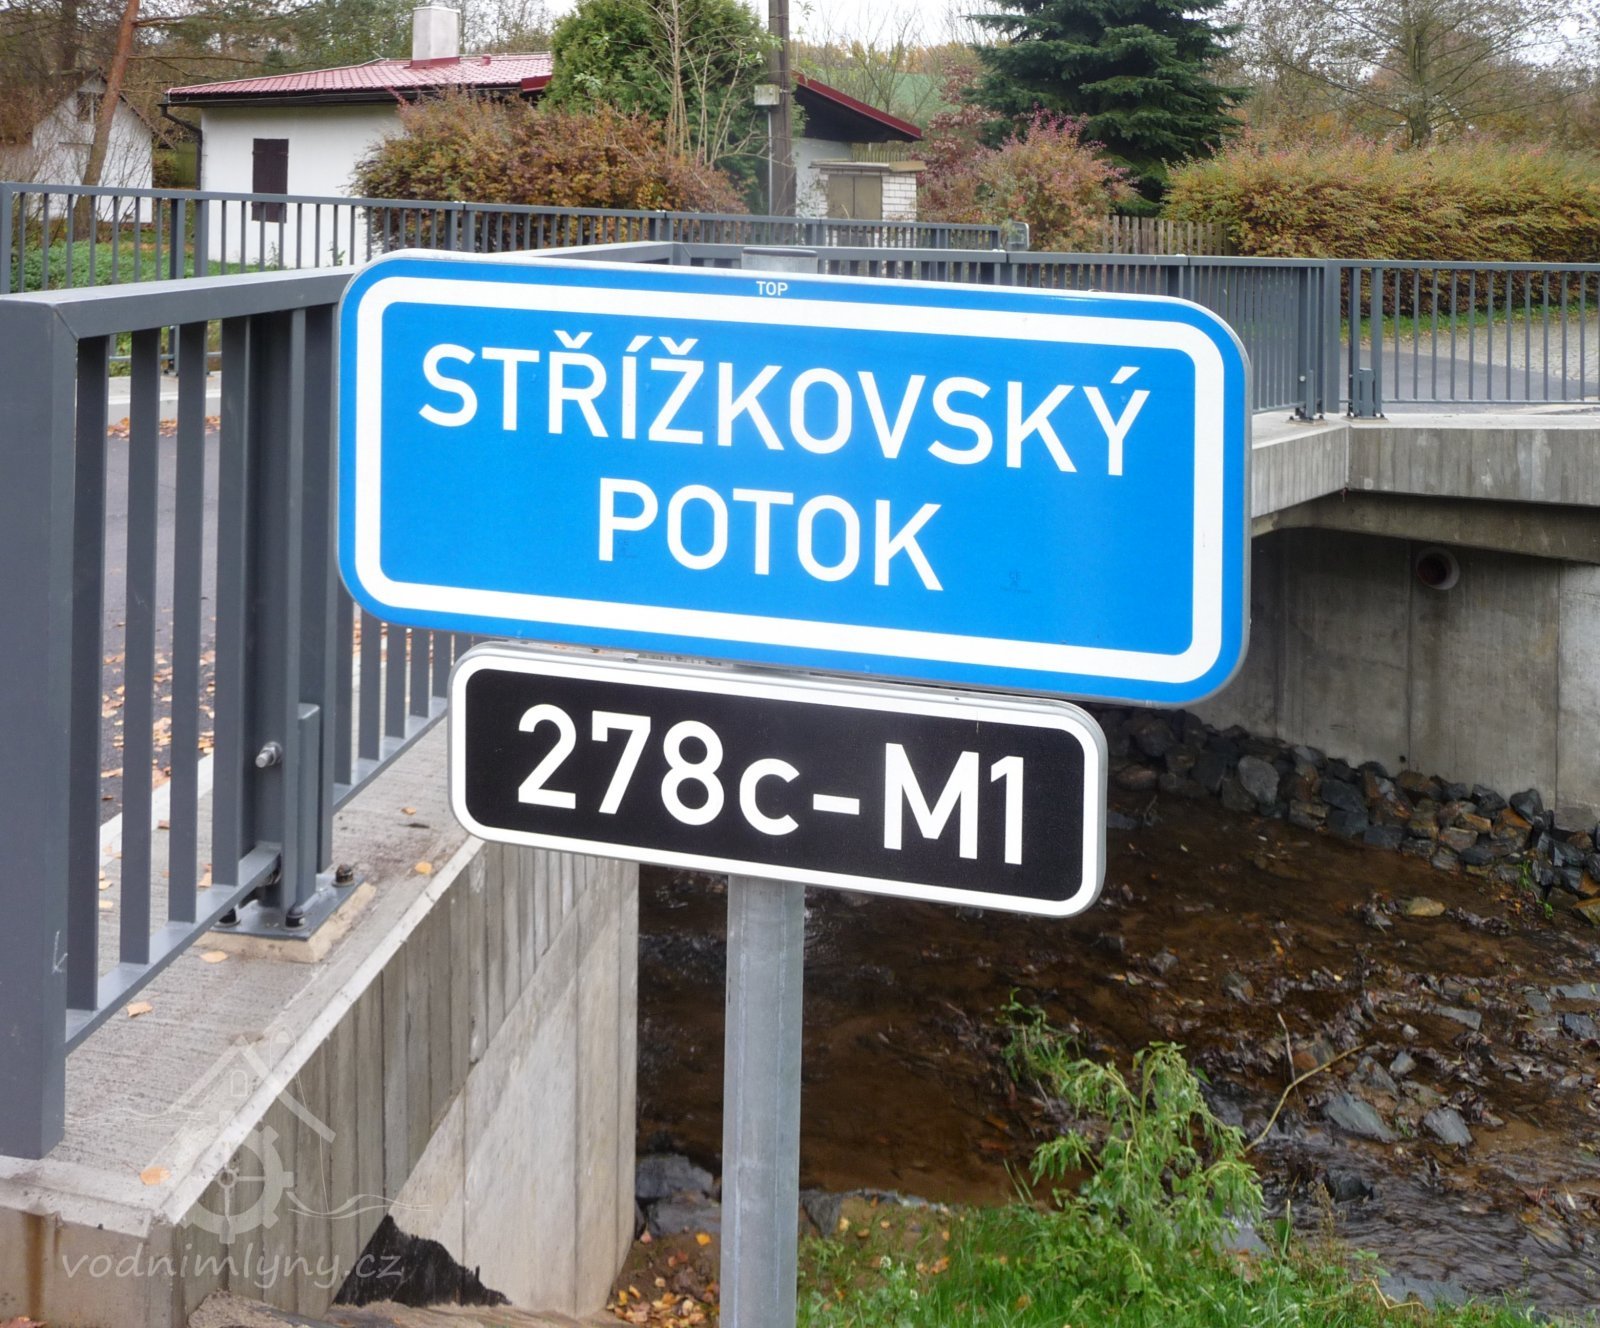 TOP
STŘÍŽKOVSKÝ
POTOK
278c-M1
vodnimlyny.cz